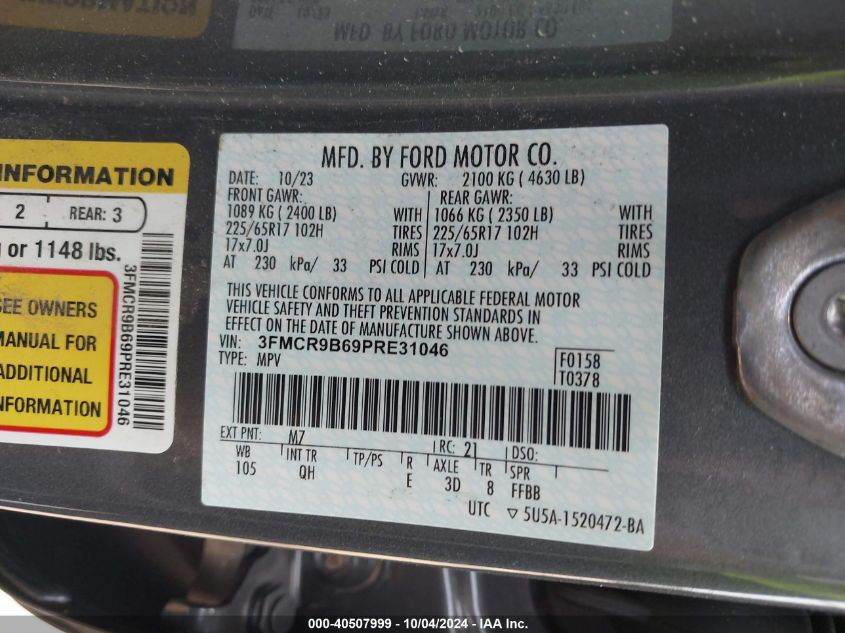 MFD. BY FORD MOTOR CO.
INFORMATION
2 REAR: 3
or 1148 lbs.
3FMCR9B69PRE31046
SEE OWNERS
MANUAL FOR
ADDITIONAL
INFORMATION
MFD. BY FORD MOTOR CO.
DATE: 10/23 GVWR: 2100 KG ( 4630 LB)
FRONT GAWR: REAR GAWR:
1089 KG ( 2400 LB) WITH 1066 KG ( 2350 LB) WITH
225/65R17 102H TIRES 225/65R17 102H TIRES
17x7.0J RIMS 17x7.0J RIMS
AT 230 kPa/ 33 PSI COLD AT 230 kPa/ 33 PSI COLD
THIS VEHICLE CONFORMS TO ALL APPLICABLE FEDERAL MOTOR
VEHICLE SAFETY AND THEFT PREVENTION STANDARDS IN
EFFECT ON THE DATE OF MANUFACTURE SHOWN ABOVE.
VIN: 3FMCR9B69PRE31046
TYPE: MPV
F0158
T0378
EXT PNT: M7 RC: 21 DSO:
WB INT TR TP/PS R AXLE TR SPR
105 QH E 3D 8 FFBB
UTC ▽ 5U5A-1520472-BA
000-40507999 - 10/04/2024 - IAA Inc.